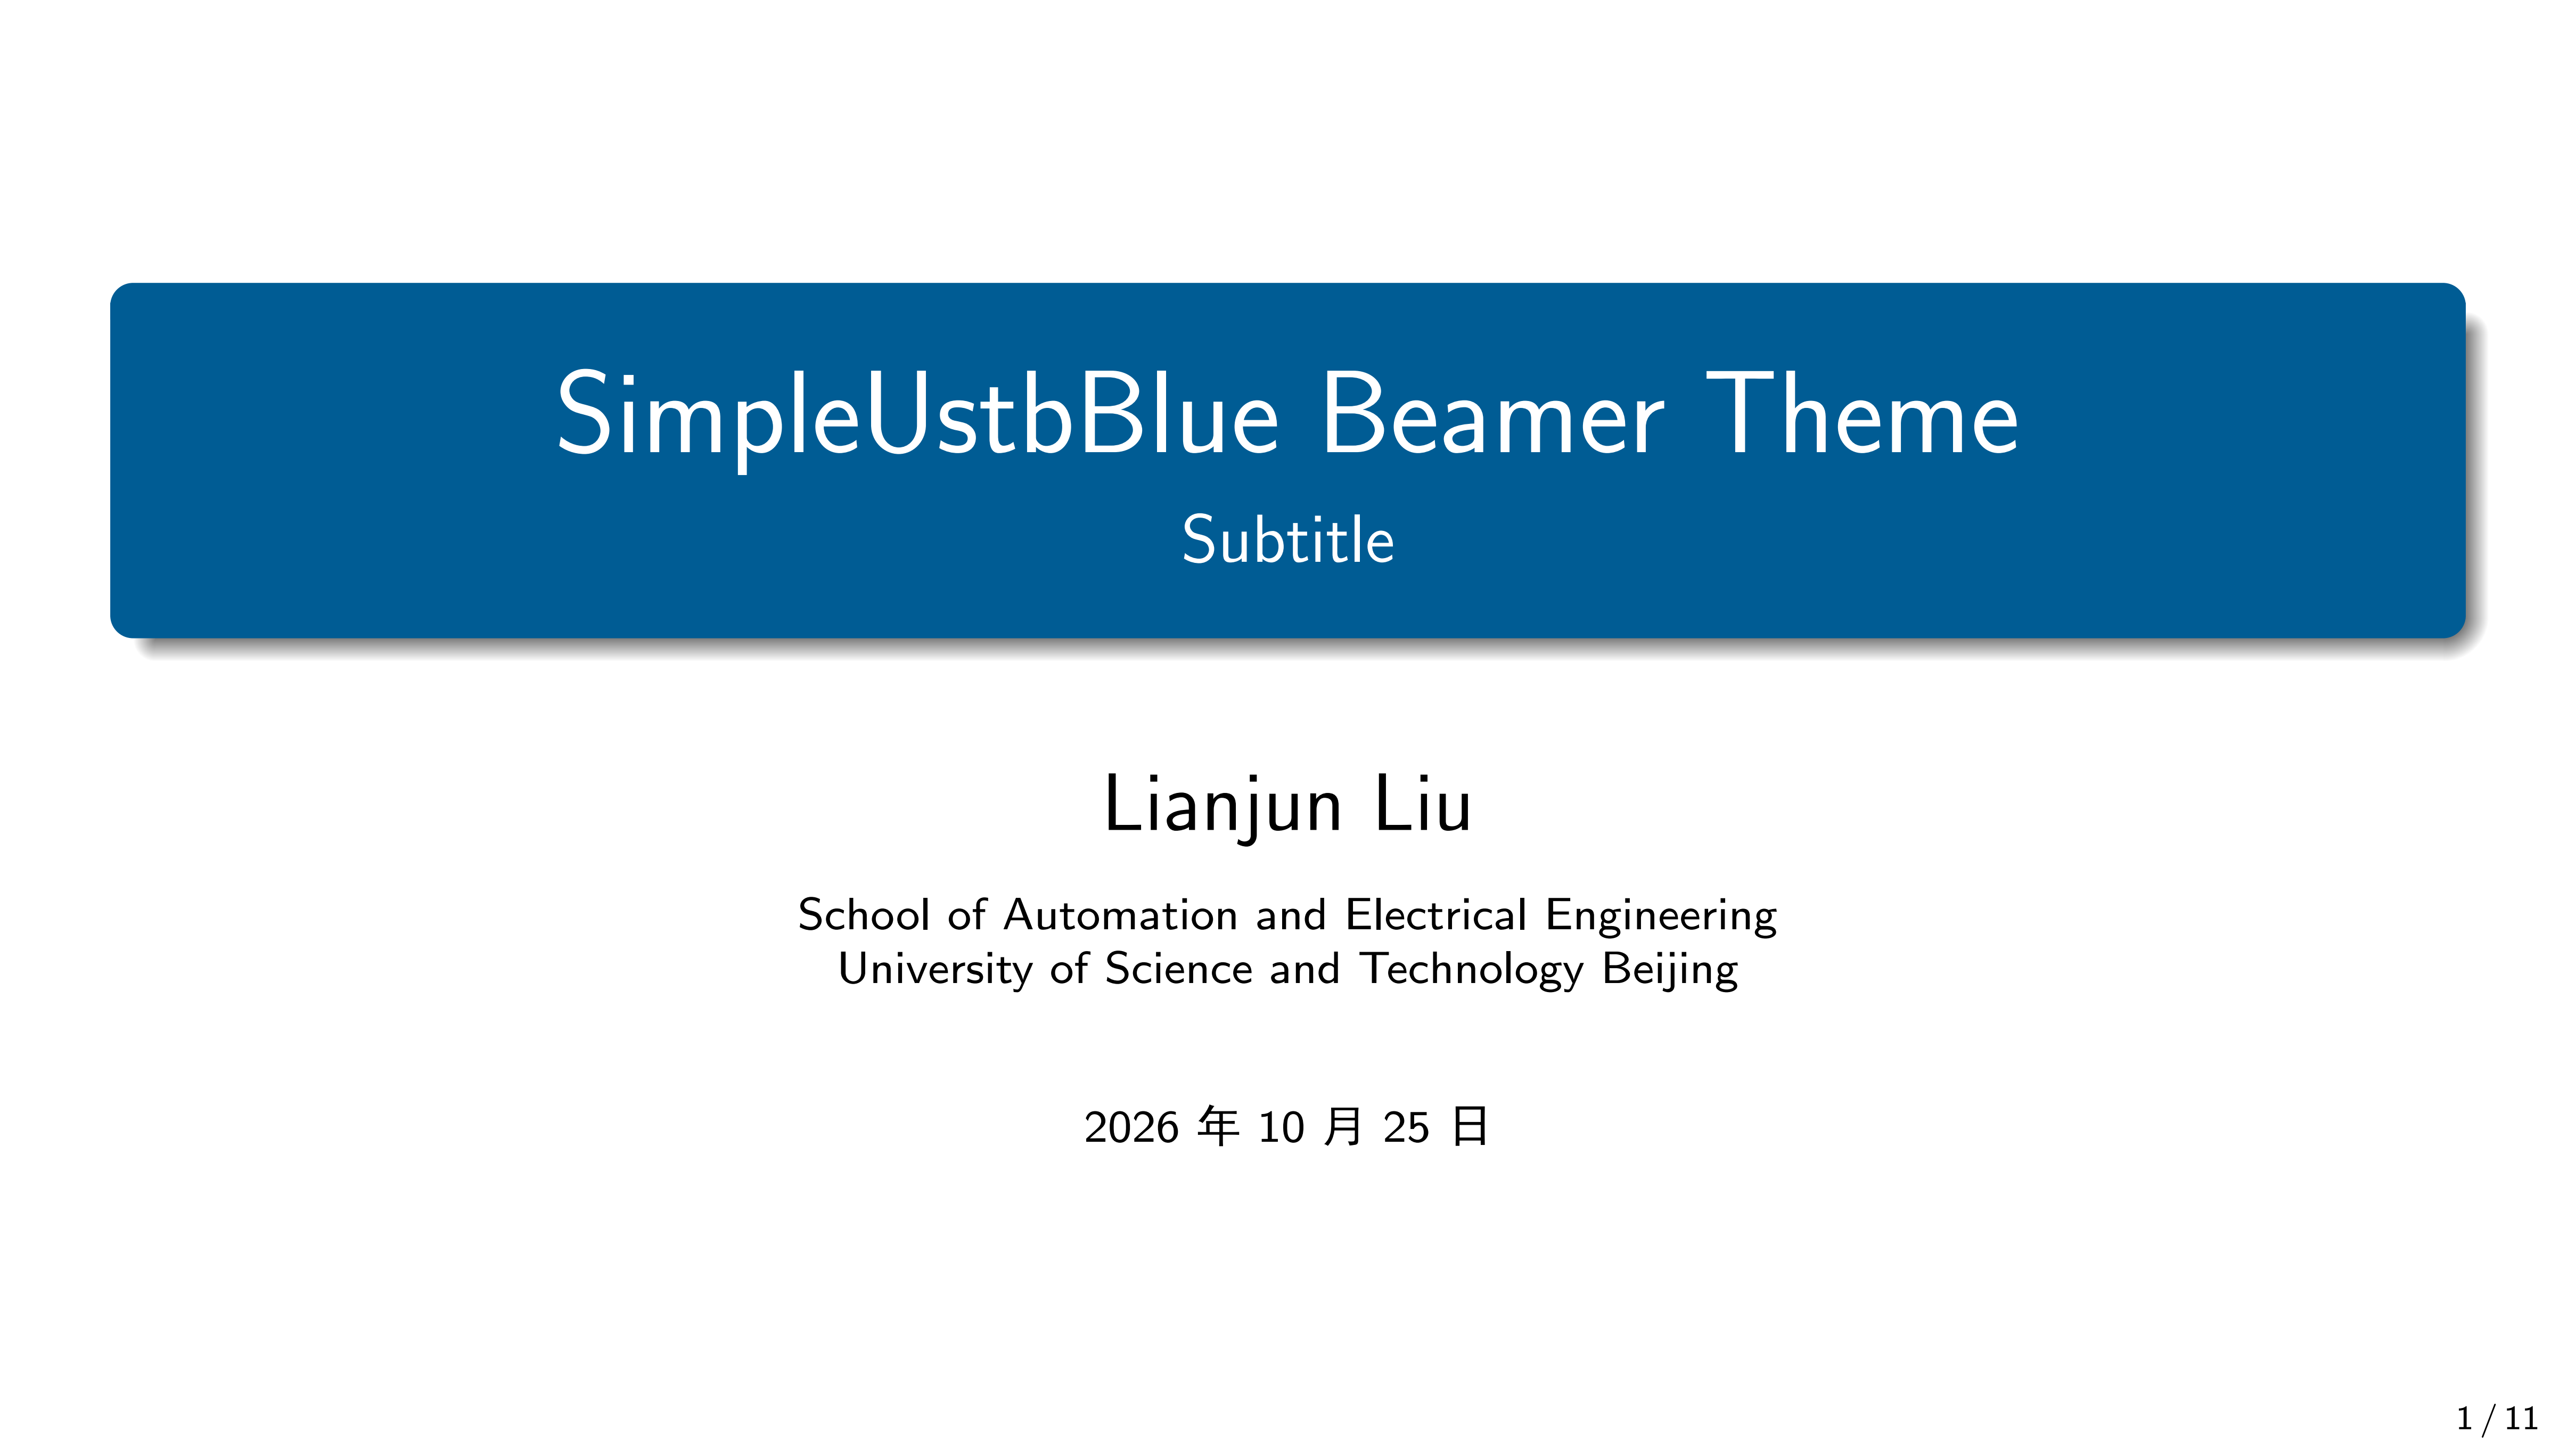 SimpleUstbBlue Beamer Theme
Subtitle
Lianjun Liu
School of Automation and Electrical Engineering
University of Science and Technology Beijing
2026 年 10 月 25 日
1 / 11